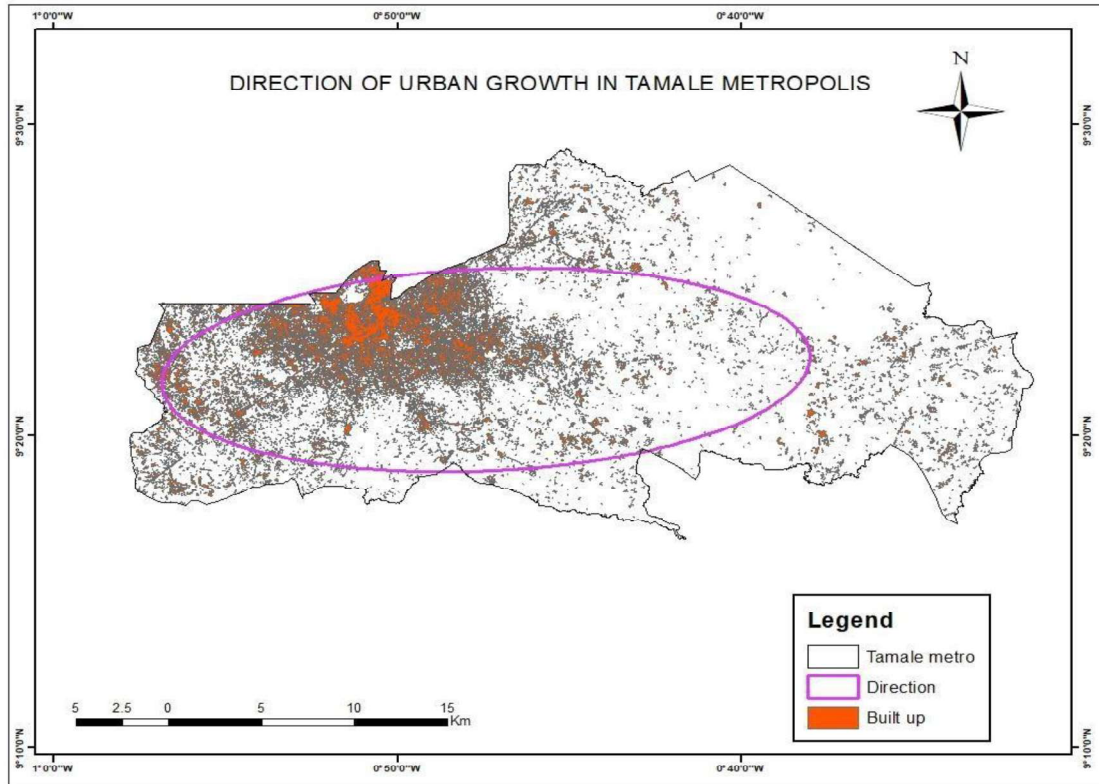 1°0'0"W 0°50'0"W 0°40'0"W
DIRECTION OF URBAN GROWTH IN TAMALE METROPOLIS
N
9°30'0"N 9°30'0"N
9°20'0"N 9°20'0"N
Legend
Tamale metro
Direction
Built up
5 2.5 0 5 10 15
Km
9°10'0"N 9°10'0"N
1°0'0"W 0°50'0"W 0°40'0"W